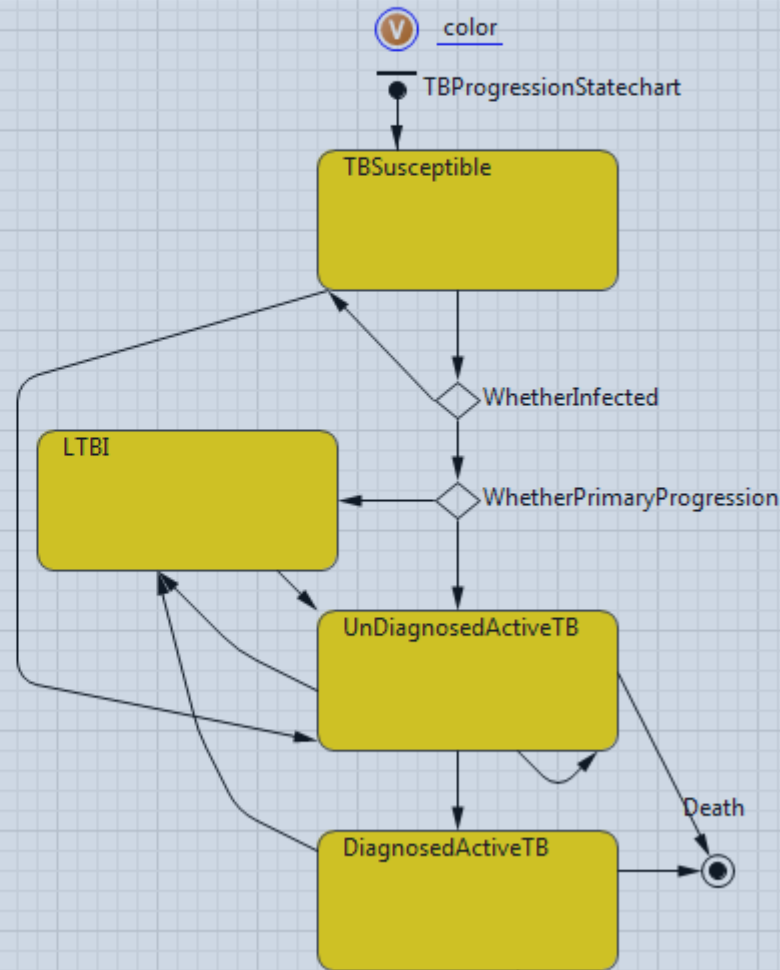 V color
TBProgressionStatechart
TBSusceptible
WhetherInfected
LTBI
WhetherPrimaryProgression
UnDiagnosedActiveTB
Death
DiagnosedActiveTB